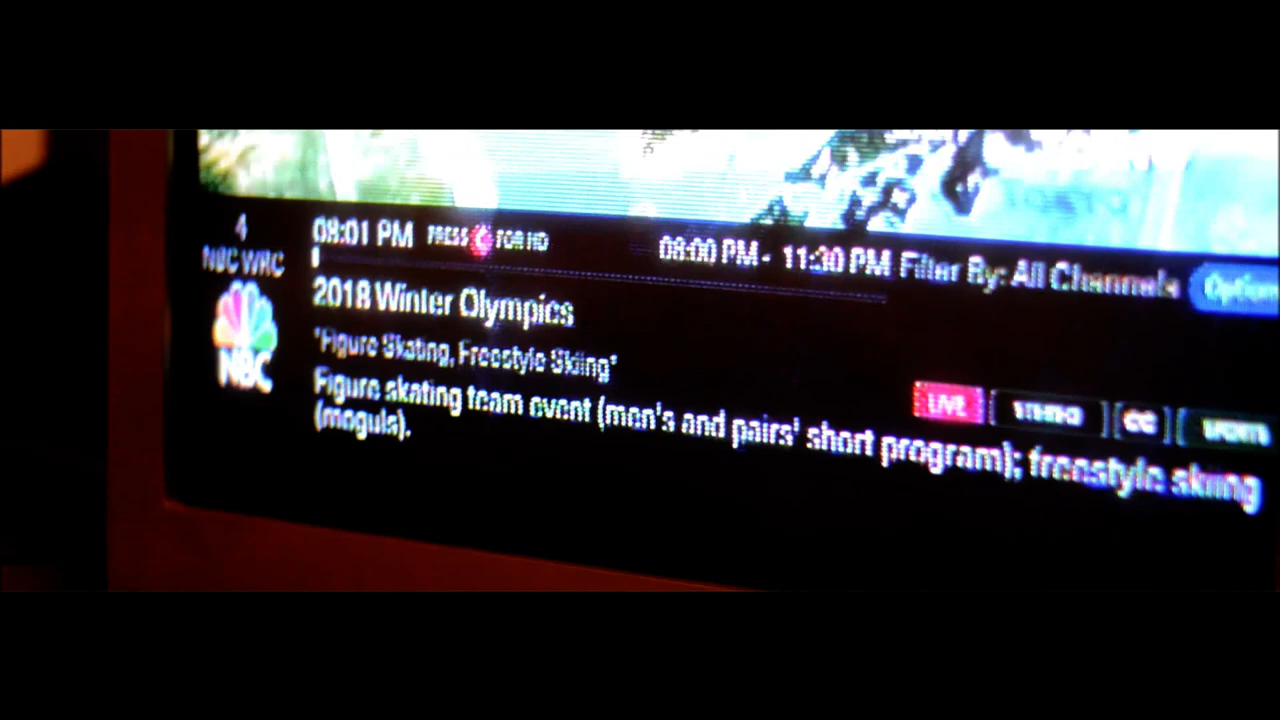 4
NBC WRC
NBC
08:01 PM PRESS C FOR HD 08:00 PM - 11:30 PM Filter By: All Channels Option
2018 Winter Olympics
"Figure Skating, Freestyle Skiing"
LIVE STEREO CC
Figure skating team event (men's and pairs' short program); freestyle skiing
(moguls).